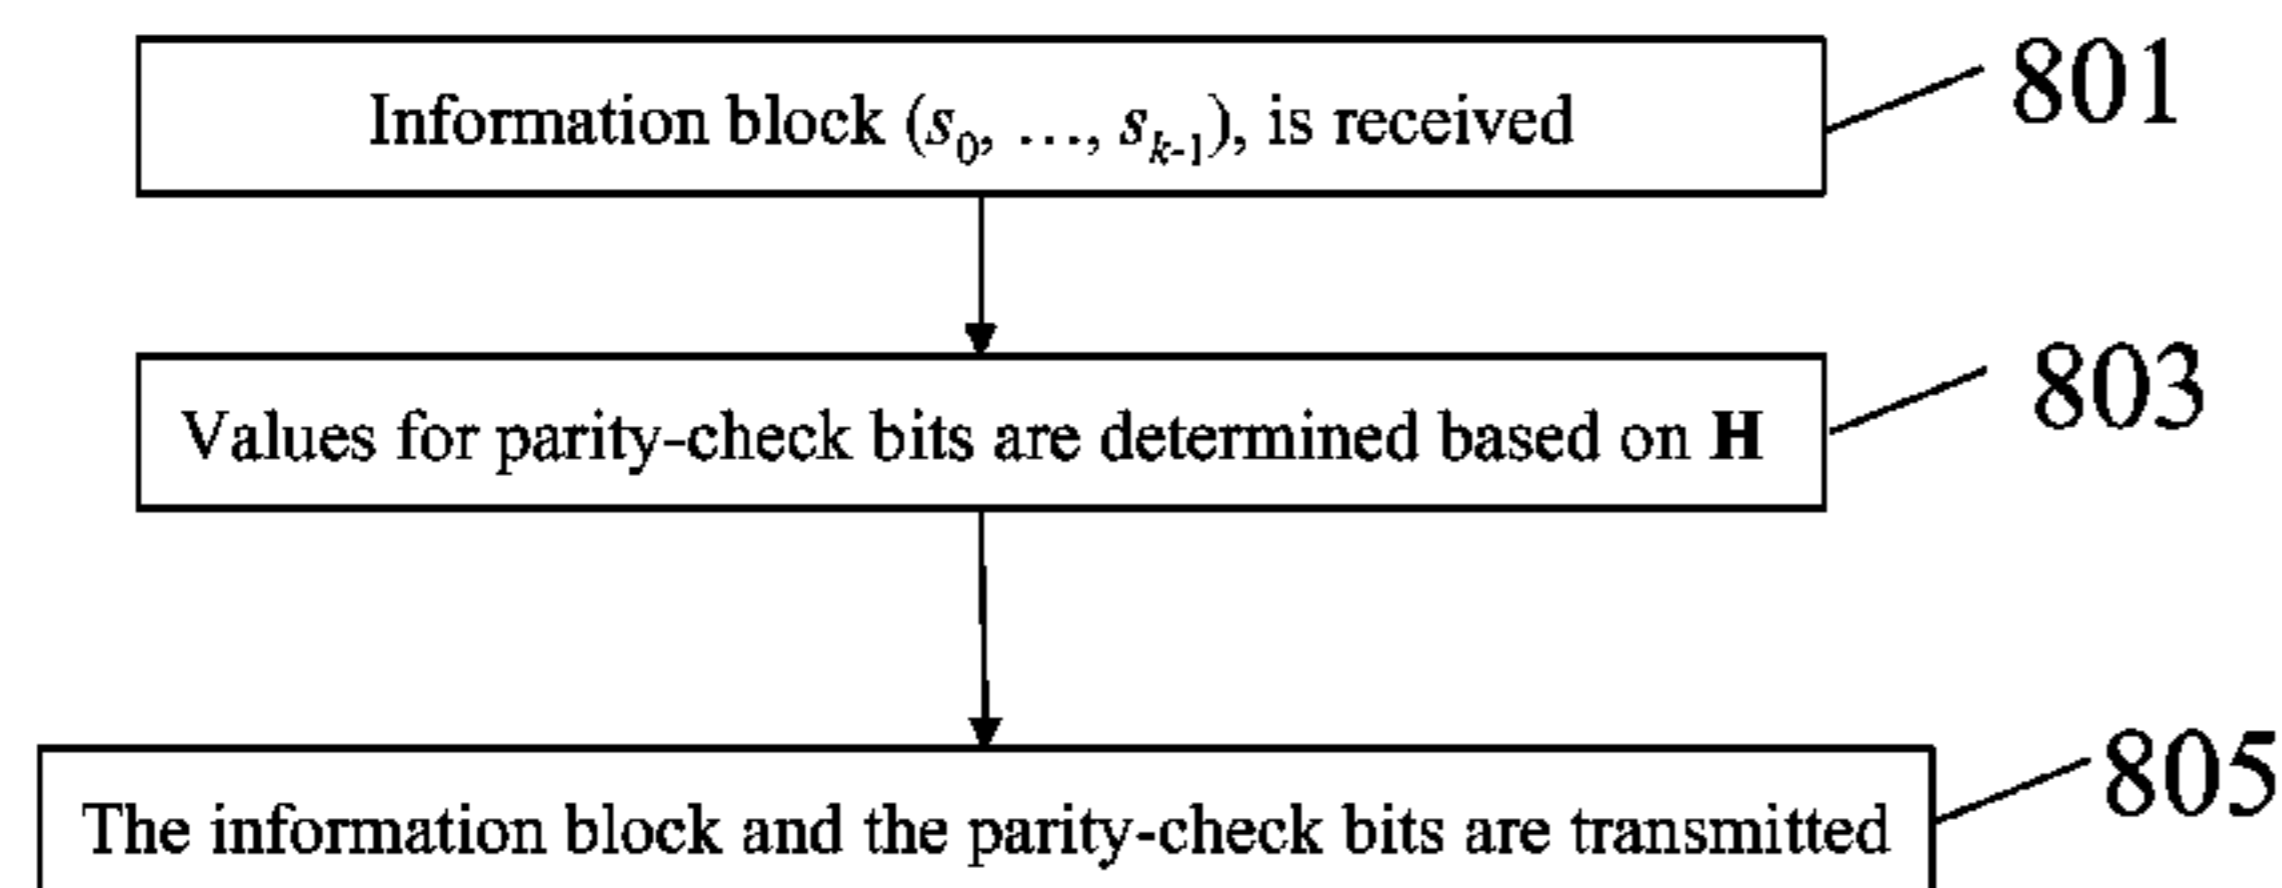 Information block (s0, ..., sk-1), is received 801
Values for parity-check bits are determined based on H 803
The information block and the parity-check bits are transmitted 805